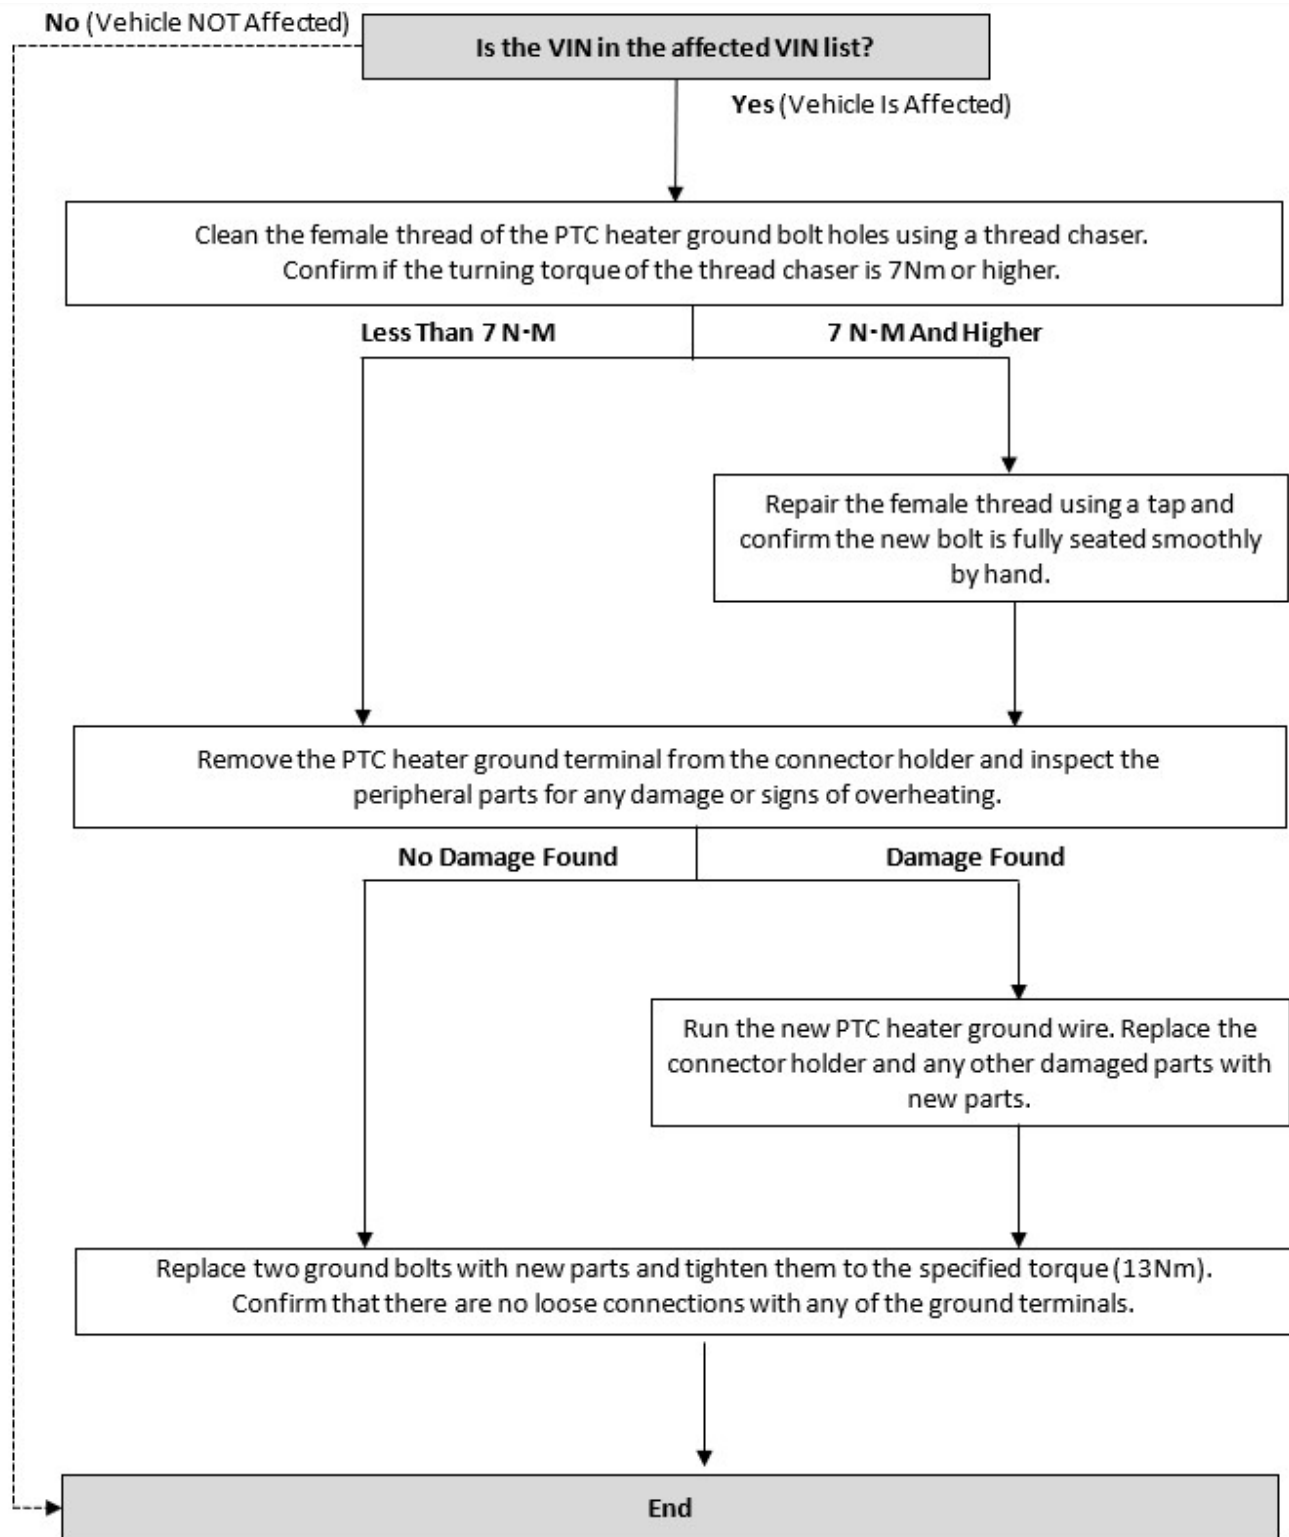 No (Vehicle NOT Affected)
Is the VIN in the affected VIN list?
Yes (Vehicle Is Affected)
Clean the female thread of the PTC heater ground bolt holes using a thread chaser.
Confirm if the turning torque of the thread chaser is 7Nm or higher.
Less Than 7 N·M
7 N·M And Higher
Repair the female thread using a tap and
confirm the new bolt is fully seated smoothly
by hand.
Remove the PTC heater ground terminal from the connector holder and inspect the
peripheral parts for any damage or signs of overheating.
No Damage Found
Damage Found
Run the new PTC heater ground wire. Replace the
connector holder and any other damaged parts with
new parts.
Replace two ground bolts with new parts and tighten them to the specified torque (13Nm).
Confirm that there are no loose connections with any of the ground terminals.
End